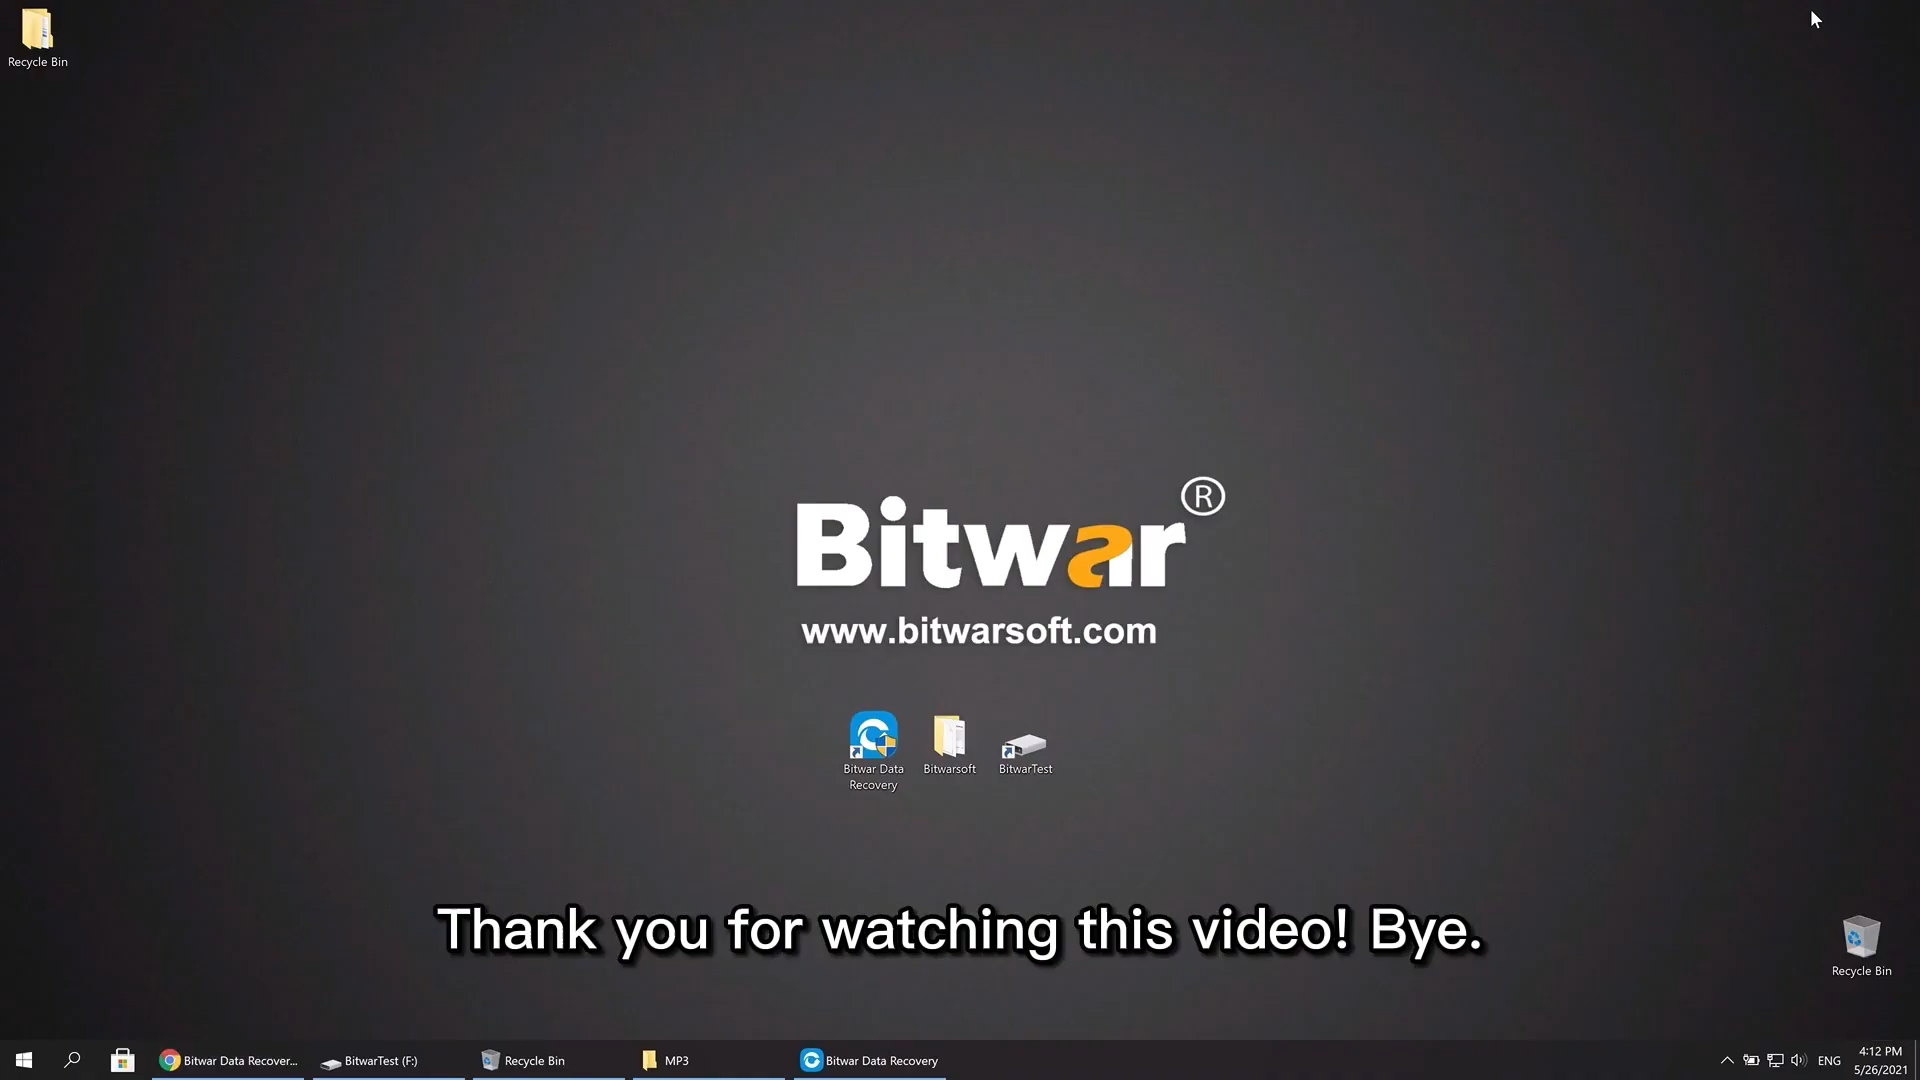 Recycle Bin
Bitwar®
www.bitwarsoft.com
Bitwar Data
Recovery
Bitwarsoft
BitwarTest
Thank you for watching this video! Bye.
Recycle Bin
Bitwar Data Recover...
BitwarTest (F:)
Recycle Bin
MP3
Bitwar Data Recovery
ENG
4:12 PM
5/26/2021